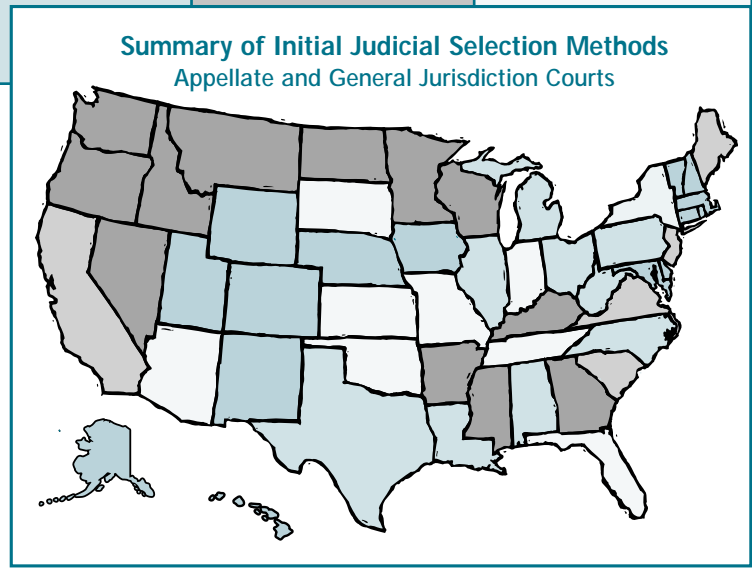 Summary of Initial Judicial Selection Methods
Appellate and General Jurisdiction Courts